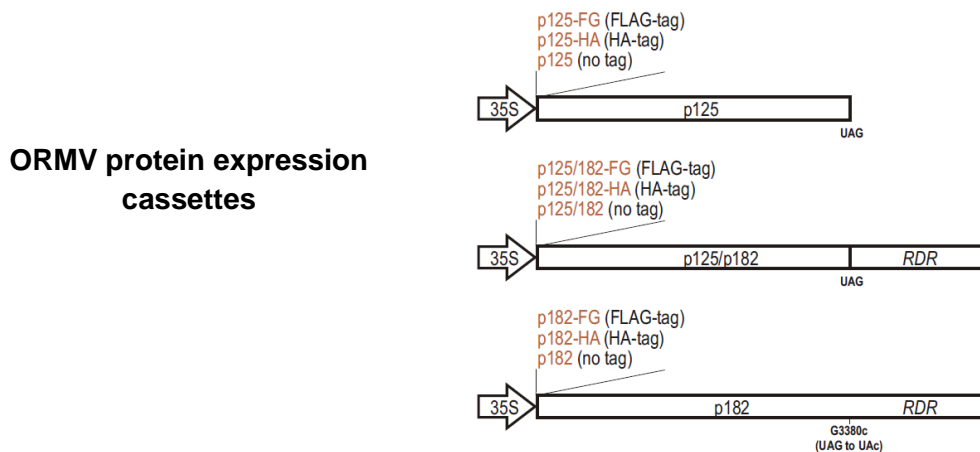 ORMV protein expression
cassettes
p125-FG (FLAG-tag)
p125-HA (HA-tag)
p125 (no tag)
35S
p125
UAG
p125/182-FG (FLAG-tag)
p125/182-HA (HA-tag)
p125/182 (no tag)
35S
p125/p182
RDR
UAG
p182-FG (FLAG-tag)
p182-HA (HA-tag)
p182 (no tag)
35S
p182
RDR
G3380c
(UAG to UAc)